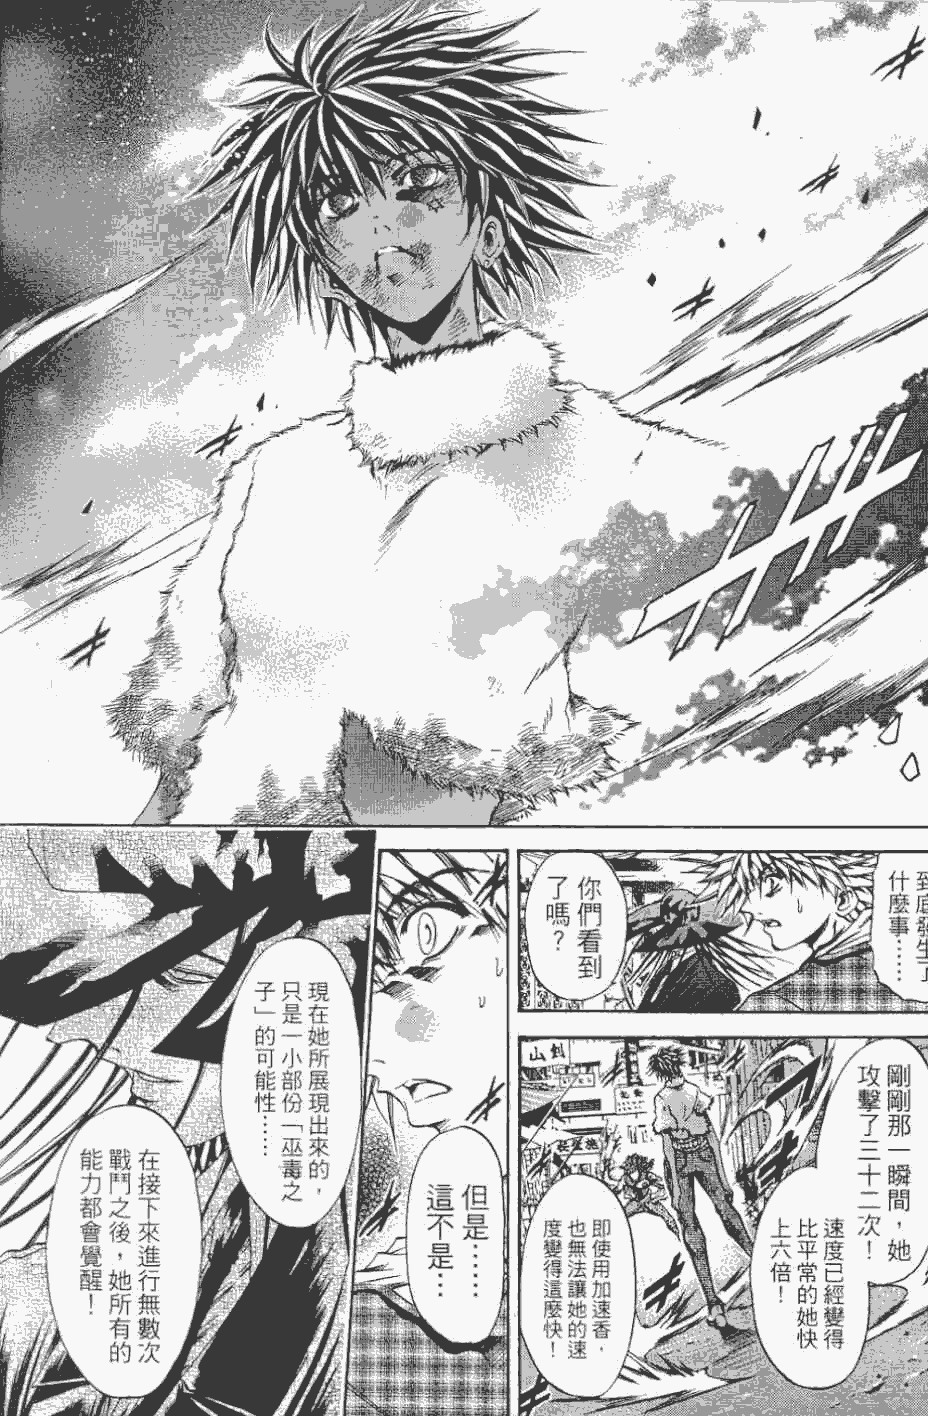 到底發生了
什麼事……
你們看到
了嗎？
剛剛那一瞬間，她
攻擊了三十二次！
速度已經變得
比平常的她快
上六倍！
即使用加速香，
也無法讓她的速
度變得這麼快！
但是……
這不是…
現在她所展現出來的，
只是一小部份「巫毒之
子」的可能性……
在接下來進行無數次
戰鬥之後，她所有的
能力都會覺醒！